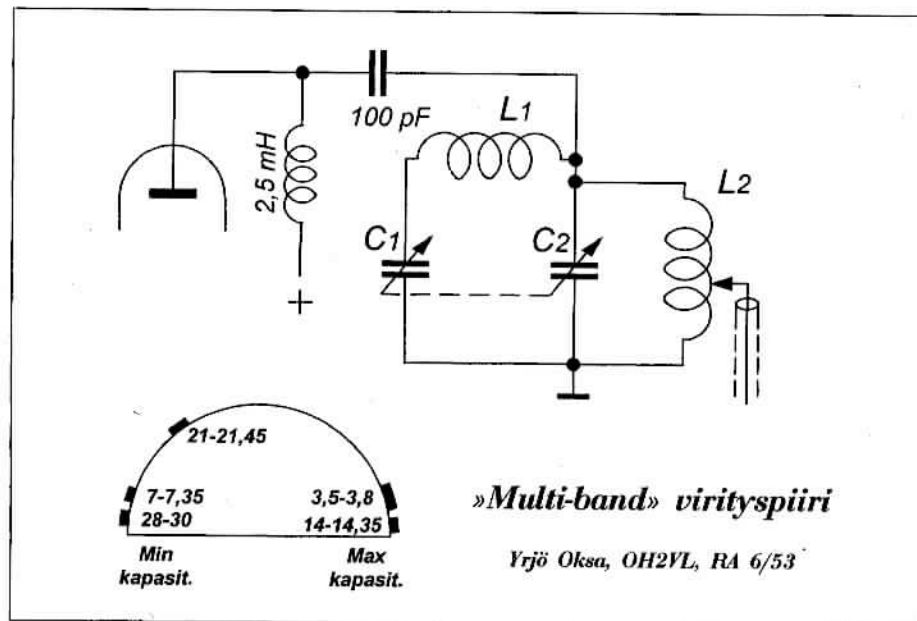 100 pF
2,5 mH
L1
L2
C1
C2
+
21-21,45
7-7,35
3,5-3,8
28-30
14-14,35
Min
kapasit.
Max
kapasit.
»Multi-band» virityspiiri
Yrjö Oksa, OH2VL, RA 6/53